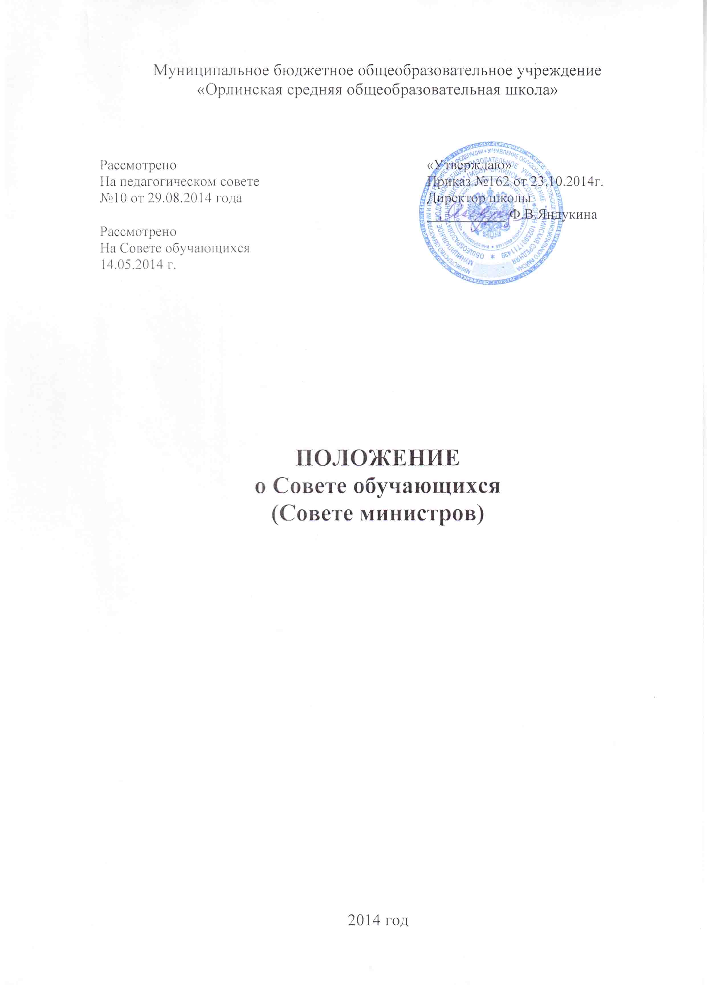 Муниципальное бюджетное общеобразовательное учреждение
«Орлинская средняя общеобразовательная школа»
Рассмотрено
На педагогическом совете
№10 от 29.08.2014 года
Рассмотрено
На Совете обучающихся
14.05.2014 г.
«Утверждаю»
Приказ №162 от 23.10.2014г.
Директор школы
Ф.В.Яндукина
ПОЛОЖЕНИЕ
о Совете обучающихся
(Совете министров)
2014 год